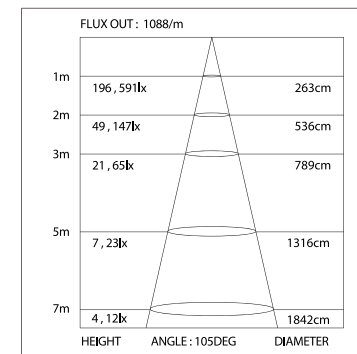 FLUX OUT : 1088/m
1m
196 , 591lx 263cm
2m
49 , 147lx 536cm
3m
21 , 65lx 789cm
5m
7 , 23lx 1316cm
7m
4 , 12lx 1842cm
HEIGHT ANGLE : 105DEG DIAMETER